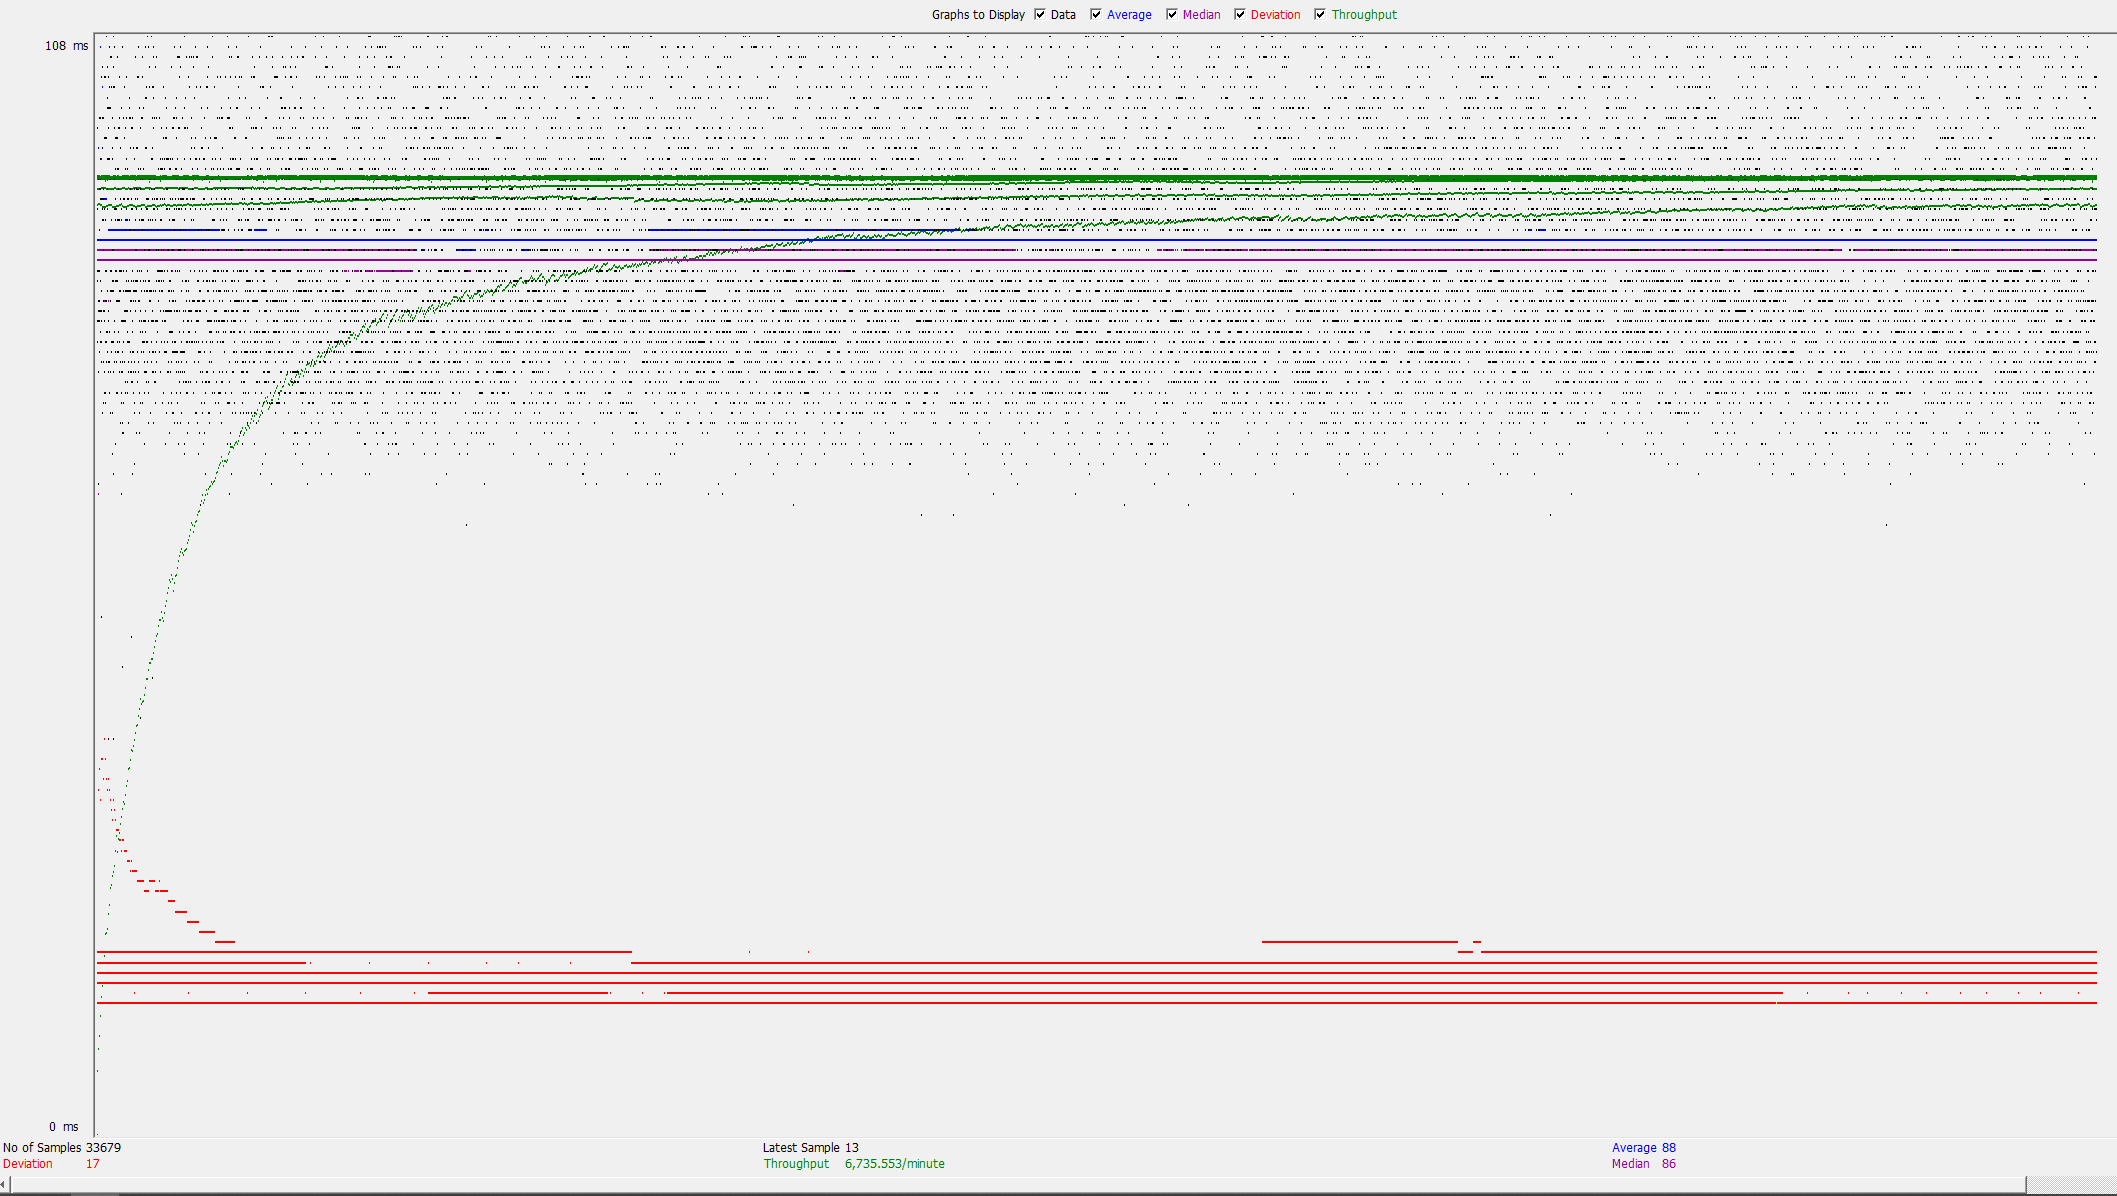 Graphs to Display Data Average Median Deviation Throughput
108 ms
0 ms
No of Samples 33679 Latest Sample 13 Average 88
Deviation 17 Throughput 6,735.553/minute Median 86